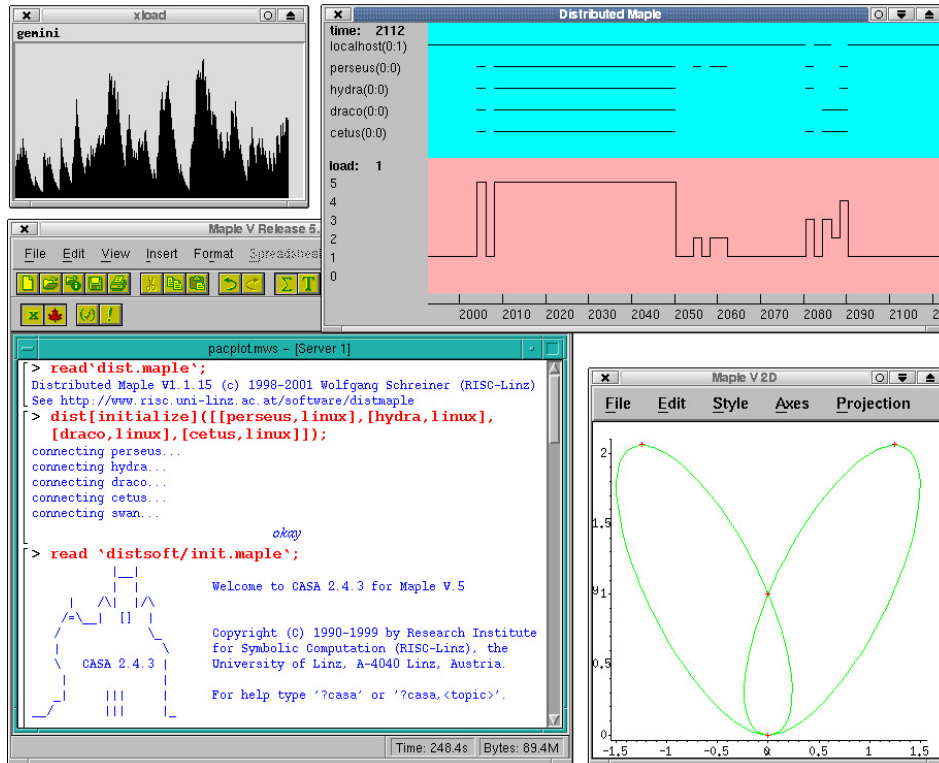 xload
gemini
Distributed Maple
time: 2112
localhost(0:1)
perseus(0:0)
hydra(0:0)
draco(0:0)
cetus(0:0)
load: 1
5
4
3
2
1
0
2000 2010 2020 2030 2040 2050 2060 2070 2080 2090 2100
Maple V Release 5.
File Edit View Insert Format Spreadsheet
pacplot.mws - [Server 1]
[> read`dist.maple`;
Distributed Maple V1.1.15 (c) 1998-2001 Wolfgang Schreiner (RISC-Linz)
See http://www.risc.uni-linz.ac.at/software/distmaple
[> dist[initialize]([[perseus,linux],[hydra,linux],
[draco,linux],[cetus,linux]]);
connecting perseus...
connecting hydra...
connecting draco...
connecting cetus...
connecting swan...
okay
[> read `distsoft/init.maple`;
Welcome to CASA 2.4.3 for Maple V.5
Copyright (C) 1990-1999 by Research Institute
for Symbolic Computation (RISC-Linz), the
University of Linz, A-4040 Linz, Austria.
CASA 2.4.3
For help type '?casa' or '?casa,<topic>'.
Time: 248.4s Bytes: 89.4M
Maple V 2D
File Edit Style Axes Projection
2
1.5
y1
0.5
0
-1.5 -1 -0.5 0 0.5 1 1.5
x